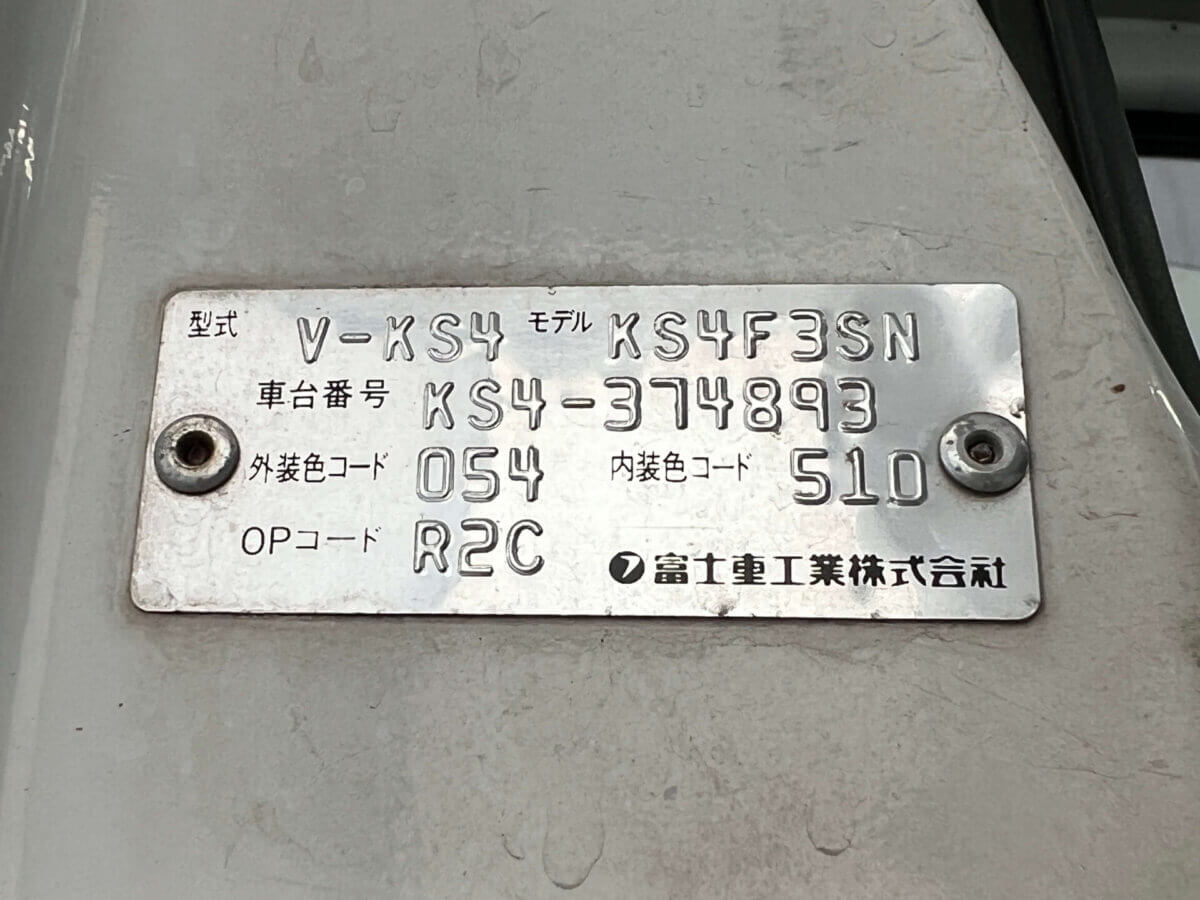 型式 V-KS4 モデル KS4F3SN
車台番号 KS4-374893
外装色コード 054 内装色コード 510
OPコード R2C
フ 富士重工業株式会社